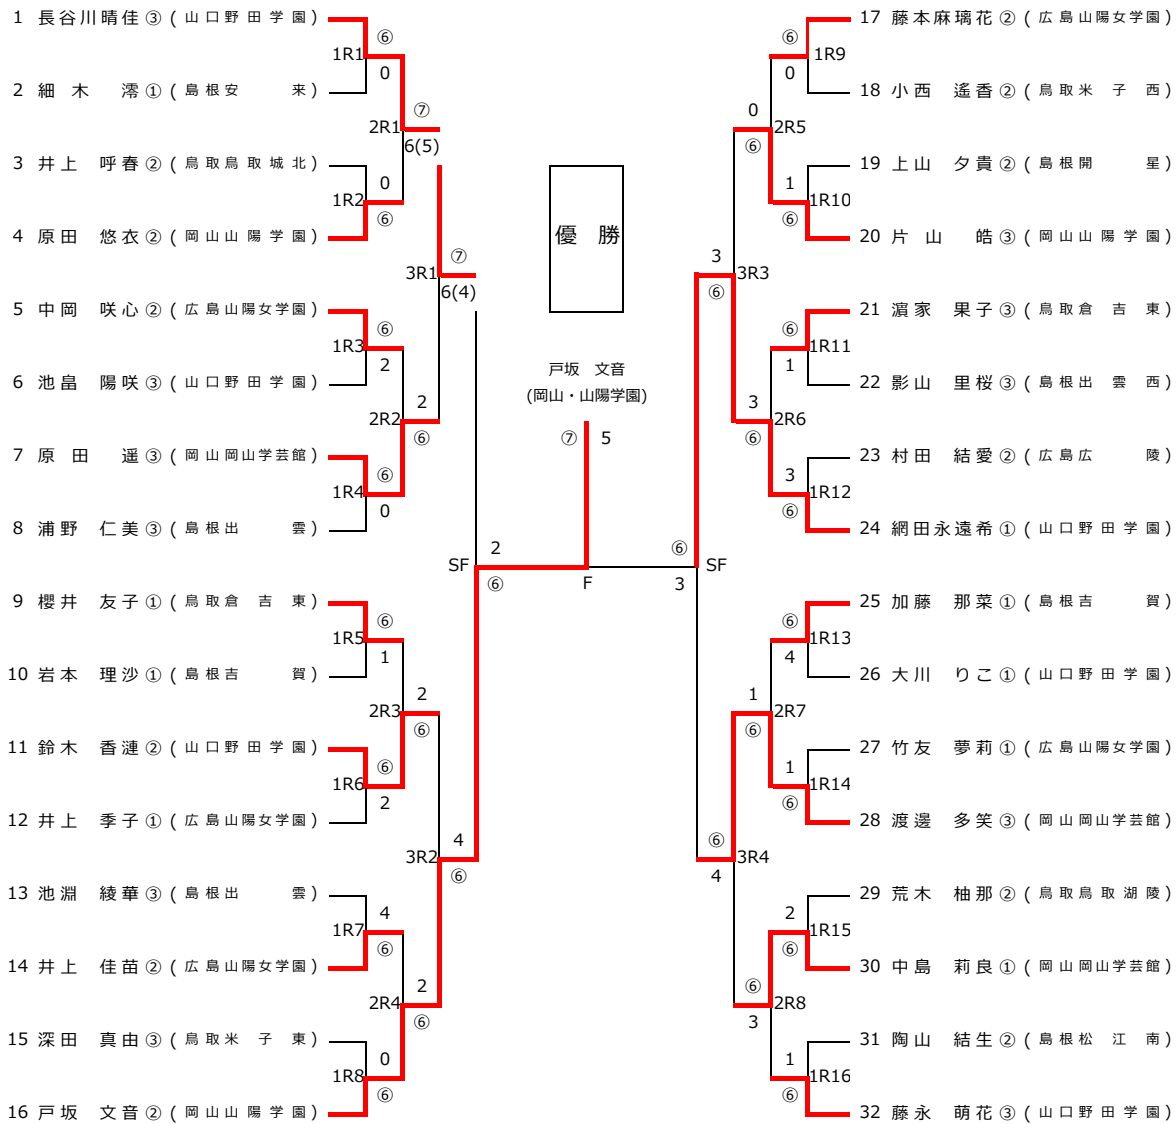 1 長谷川晴佳 ③ ( 山口野田学園 )
⑥
1R1
0
2 細木 澪 ① ( 島根安来 )
⑦
2R1
6(5)
3 井上 呼春 ② ( 鳥取鳥取城北 )
0
1R2
⑥
4 原田 悠衣 ② ( 岡山山陽学園 )
⑦
3R1
6(4)
5 中岡 咲心 ② ( 広島山陽女学園 )
⑥
1R3
2
6 池畠 陽咲 ③ ( 山口野田学園 )
2
2R2
⑥
7 原田 遥 ③ ( 岡山岡山学芸館 )
⑥
1R4
0
8 浦野 仁美 ③ ( 島根出雲 )
2
SF
⑥
9 櫻井 友子 ① ( 鳥取倉吉東 )
⑥
1R5
1
10 岩本 理沙 ① ( 島根吉賀 )
2
2R3
⑥
11 鈴木 香漣 ② ( 山口野田学園 )
⑥
1R6
2
12 井上 季子 ① ( 広島山陽女学園 )
4
3R2
⑥
13 池淵 綾華 ③ ( 島根出雲 )
4
1R7
⑥
14 井上 佳苗 ② ( 広島山陽女学園 )
2
2R4
⑥
15 深田 真由 ③ ( 鳥取米子東 )
0
1R8
⑥
16 戸坂 文音 ② ( 岡山山陽学園 )
優 勝
戸坂 文音
(岡山・山陽学園)
⑦ 5
F
17 藤本麻璃花 ② ( 広島山陽女学園 )
⑥
1R9
0
18 小西 遙香 ② ( 鳥取米子西 )
0
2R5
⑥
19 上山 夕貴 ② ( 島根開星 )
1
1R10
⑥
20 片山 皓 ③ ( 岡山山陽学園 )
3
3R3
⑥
21 濵家 果子 ③ ( 鳥取倉吉東 )
⑥
1R11
1
22 影山 里桜 ③ ( 島根出雲西 )
3
2R6
⑥
23 村田 結愛 ② ( 広島広陵 )
3
1R12
⑥
24 網田永遠希 ① ( 山口野田学園 )
⑥
SF
3
25 加藤 那菜 ① ( 島根吉賀 )
⑥
1R13
4
26 大川 りこ ① ( 山口野田学園 )
1
2R7
⑥
27 竹友 夢莉 ① ( 広島山陽女学園 )
1
1R14
⑥
28 渡邊 多笑 ③ ( 岡山岡山学芸館 )
⑥
3R4
4
29 荒木 柚那 ② ( 鳥取鳥取湖陵 )
2
1R15
⑥
30 中島 莉良 ① ( 岡山岡山学芸館 )
⑥
2R8
3
31 陶山 結生 ② ( 島根松江南 )
1
1R16
⑥
32 藤永 萌花 ③ ( 山口野田学園 )